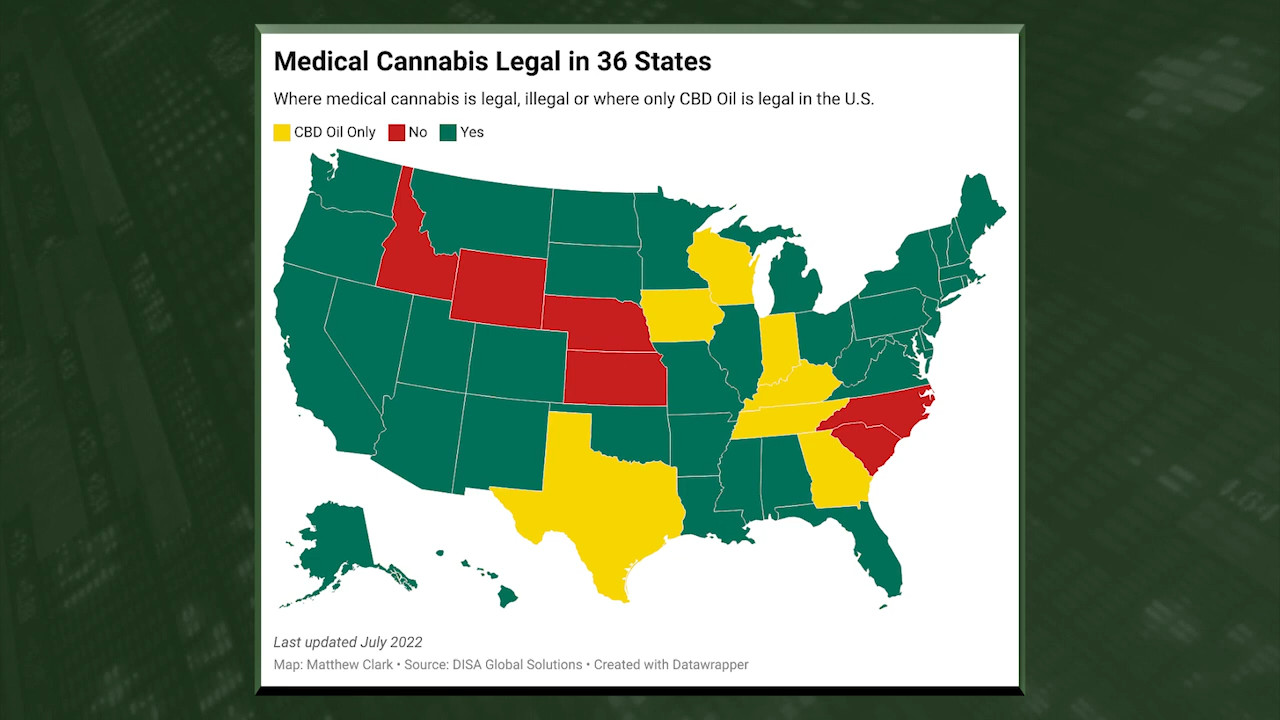 Medical Cannabis Legal in 36 States
Where medical cannabis is legal, illegal or where only CBD Oil is legal in the U.S.
CBD Oil Only No Yes
Last updated July 2022
Map: Matthew Clark • Source: DISA Global Solutions • Created with Datawrapper